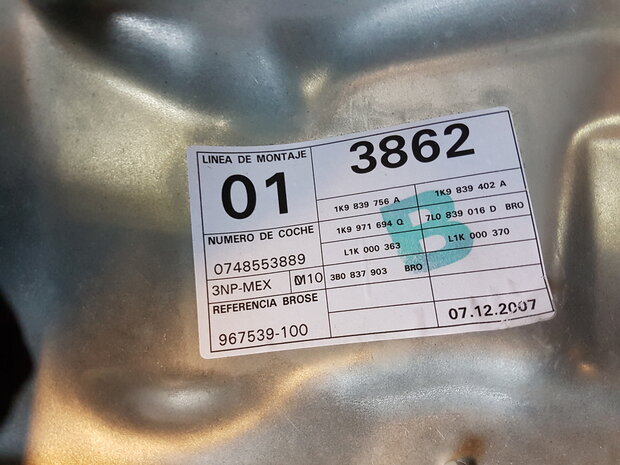 LINEA DE MONTAJE
01
3862
NUMERO DE COCHE
0748553889
3NP-MEX M10
REFERENCIA BROSE
967539-100
1K9 839 756 A 1K9 839 402 A
1K9 971 694 Q 7L0 839 016 D BRO
L1K 000 363 L1K 000 370
3B0 837 903 BRO
B
07.12.2007